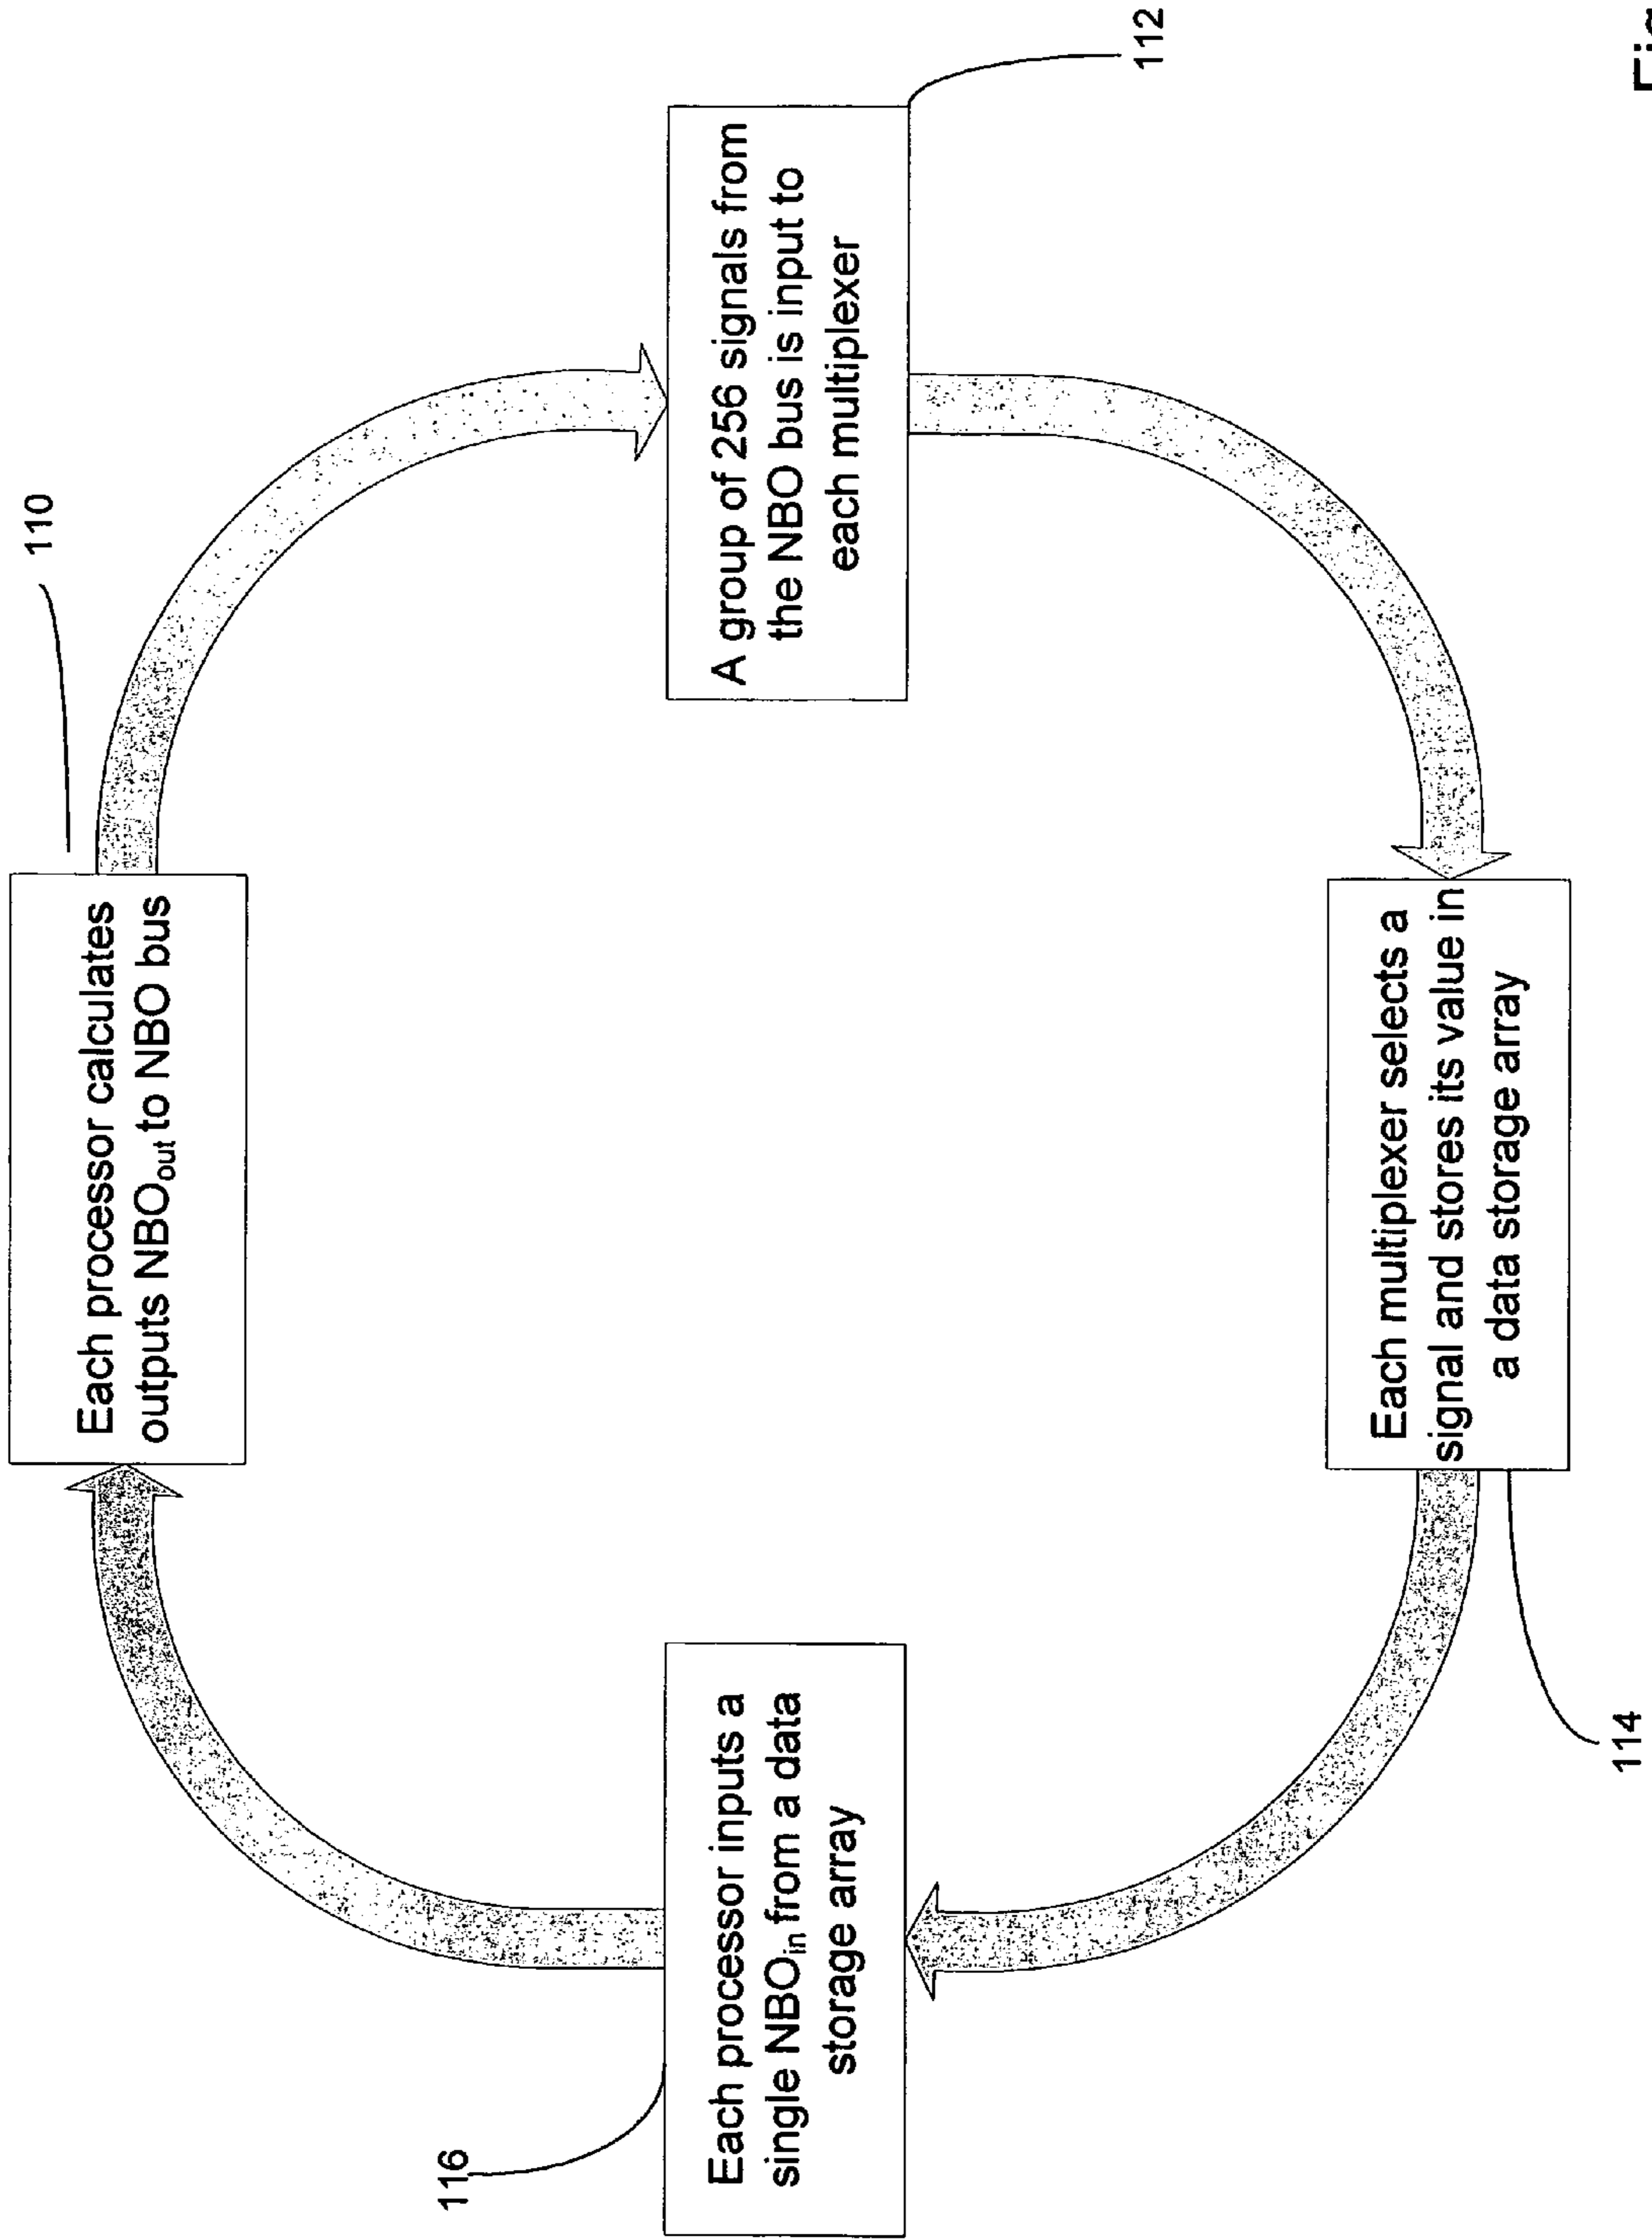 110
Each processor calculates
outputs NBOout to NBO bus
A group of 256 signals from
the NBO bus is input to
each multiplexer
112
Each multiplexer selects a
signal and stores its value in
a data storage array
114
116
Each processor inputs a
single NBOin from a data
storage array